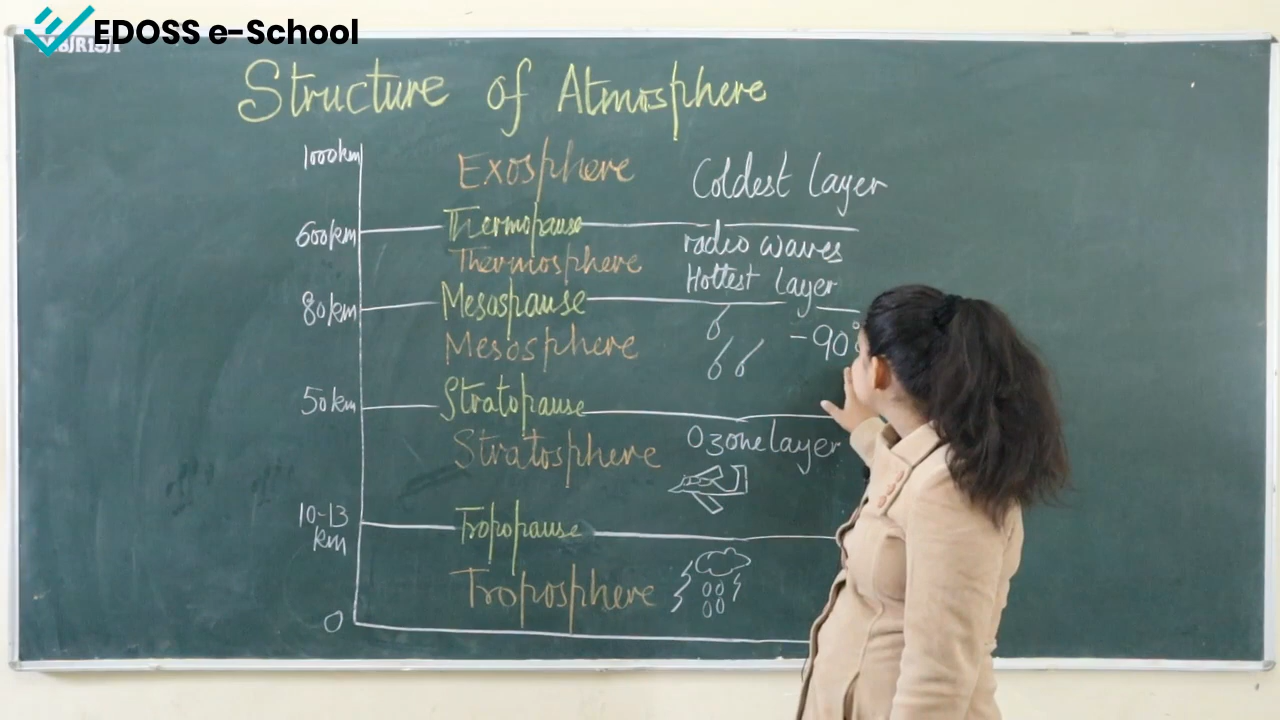 EDOSS e-School
Structure of Atmosphere
1000km
Exosphere
Coldest Layer
600km
Thermopause
radio waves
Thermosphere
Hottest Layer
80km
Mesospause
Mesosphere
-90°
50km
Stratopause
Stratosphere
Ozone layer
10-13
km
Tropopause
Troposphere
0